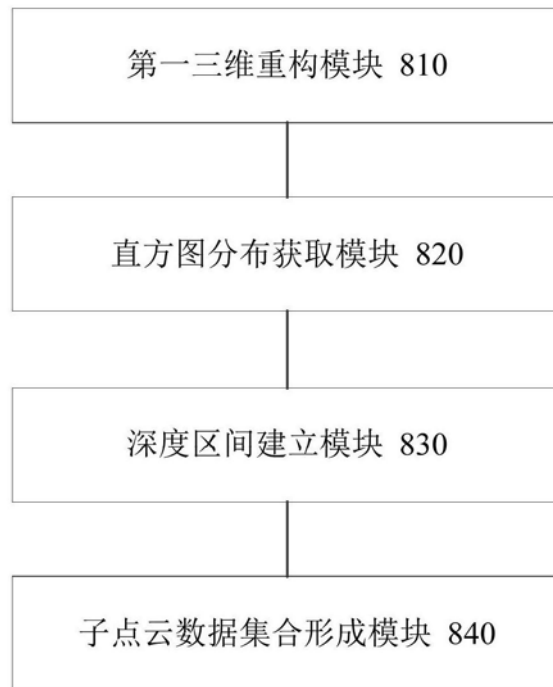 第一三维重构模块 810
直方图分布获取模块 820
深度区间建立模块 830
子点云数据集合形成模块 840